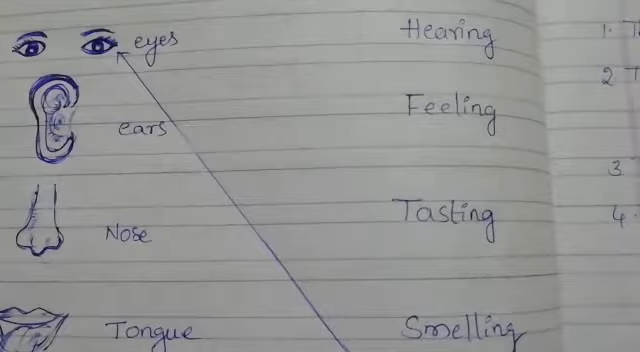 eyes Hearing
ears Feeling
Nose Tasting
Tongue Smelling
1.
2
3
4.